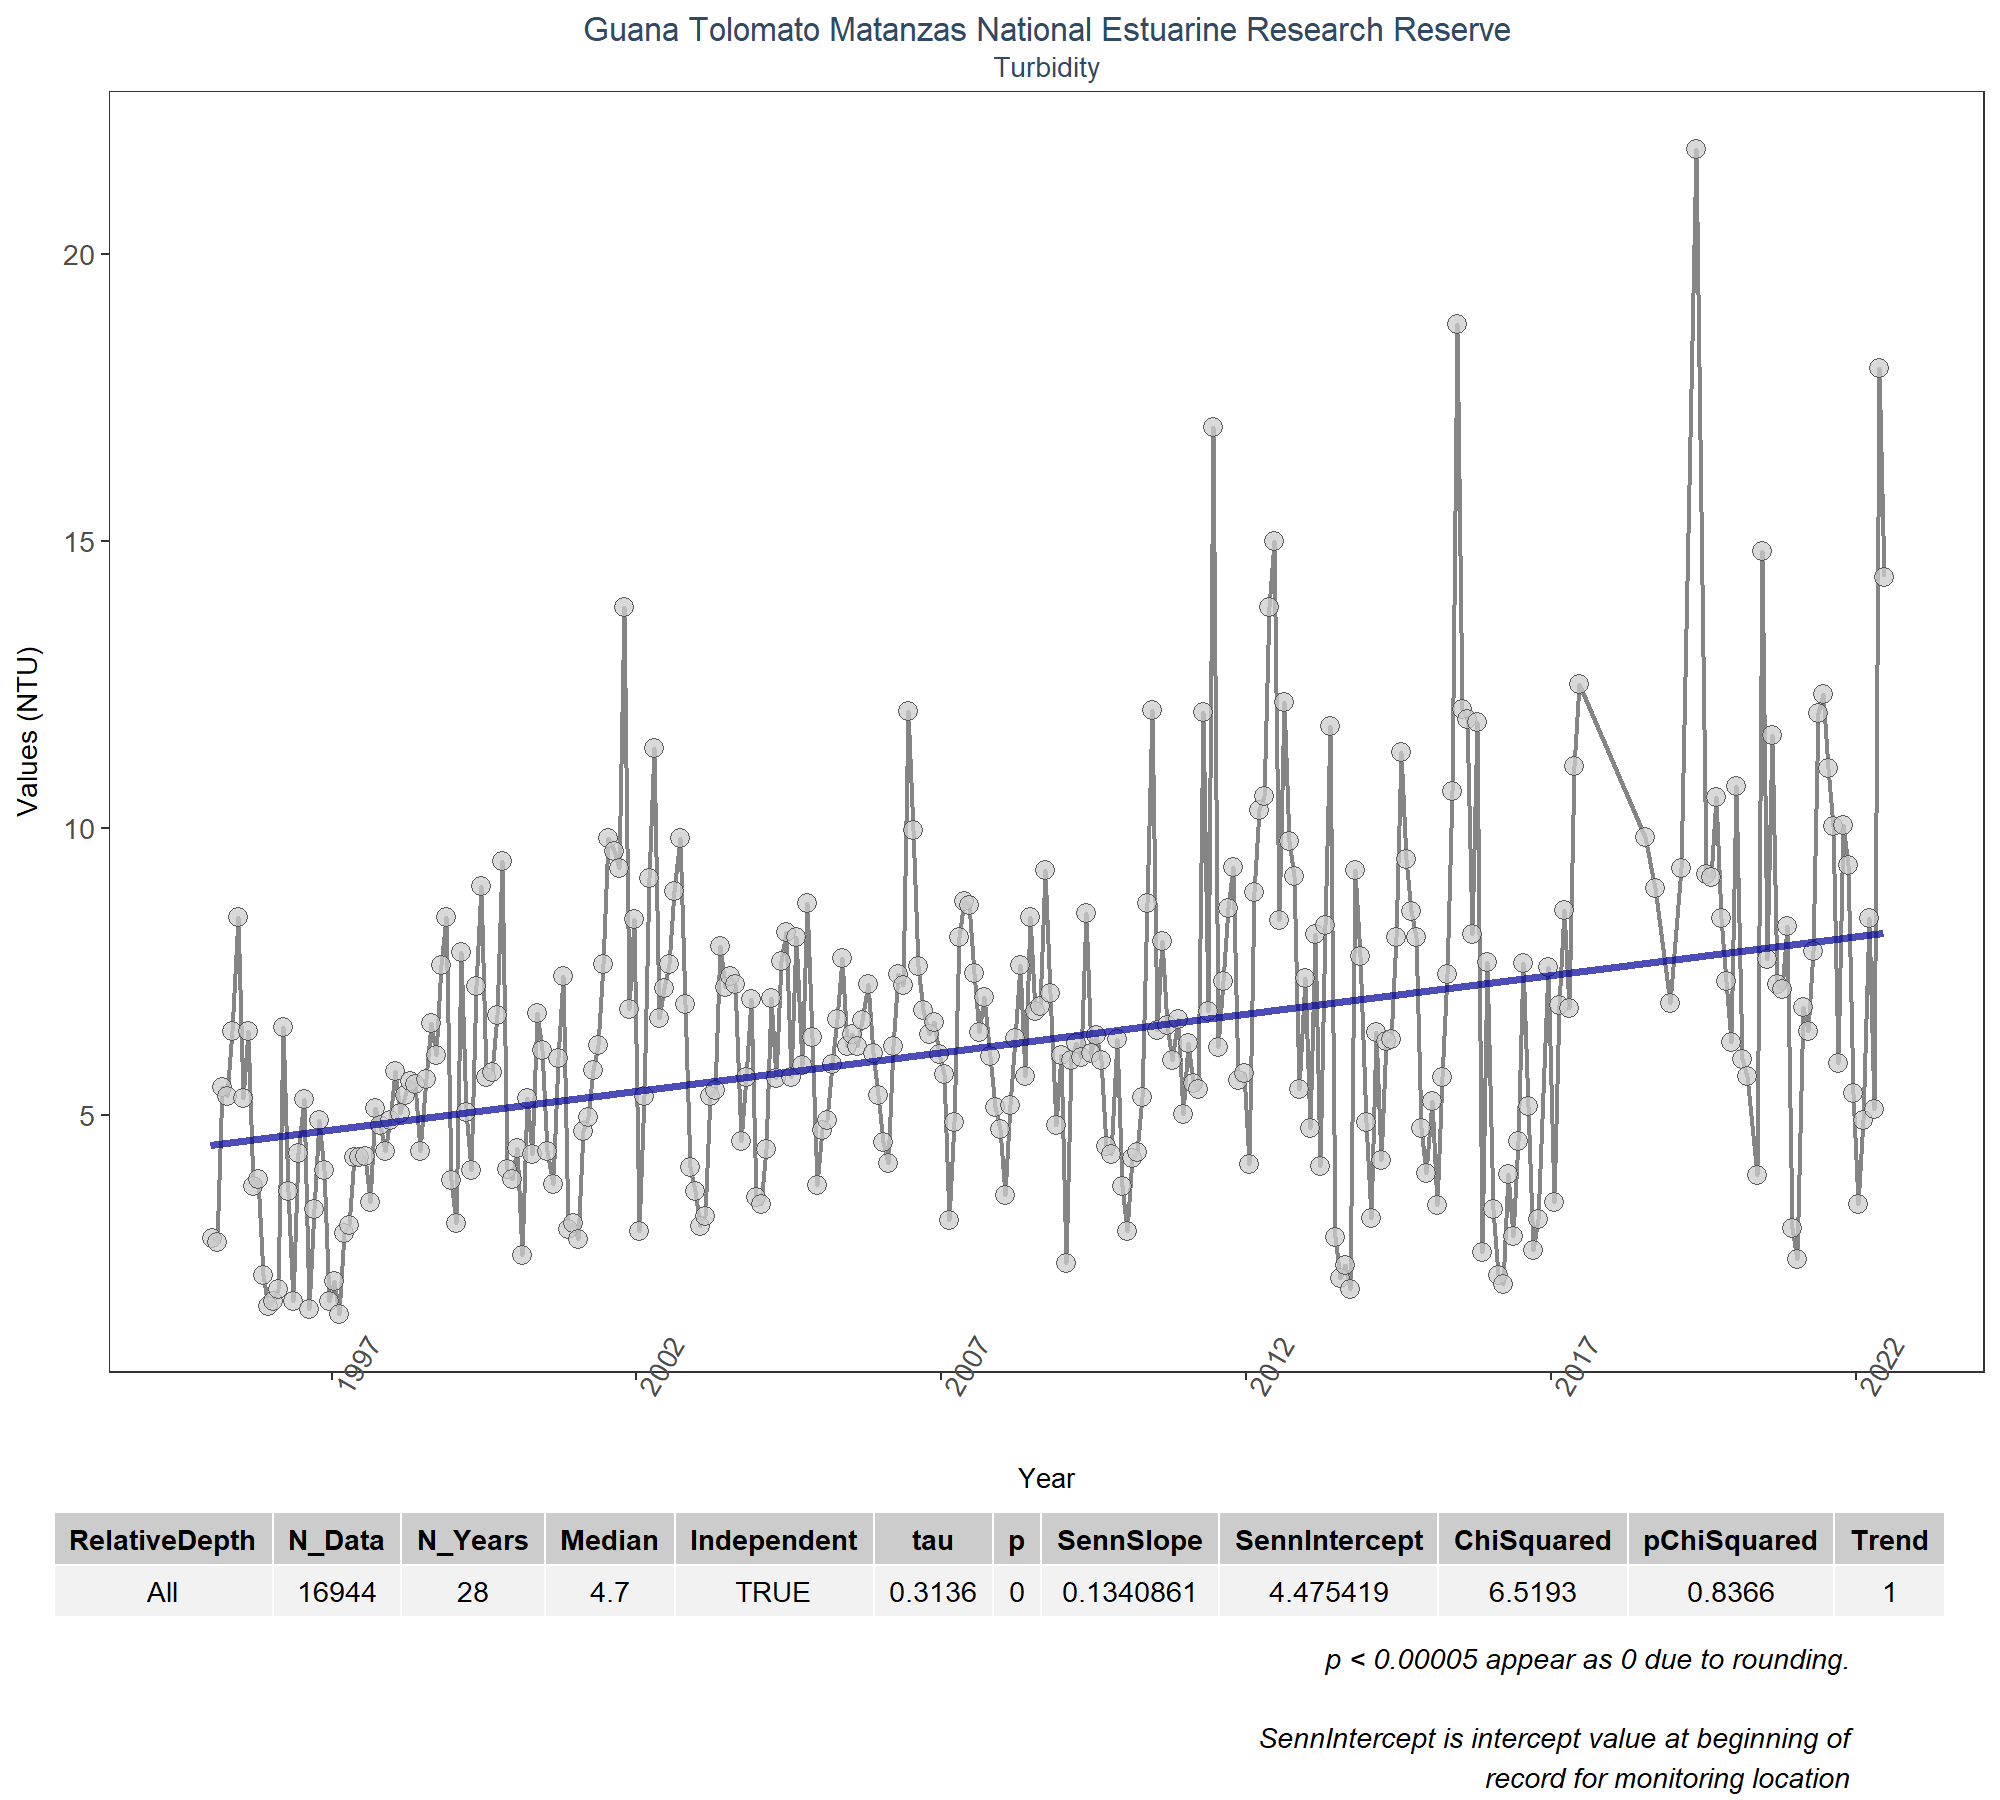 Guana Tolomato Matanzas National Estuarine Research Reserve
Turbidity
Values (NTU)
20
15
10
5
1997
2002
2007
2012
2017
2022
Year
RelativeDepth N_Data N_Years Median Independent tau p SennSlope SennIntercept ChiSquared pChiSquared Trend
All 16944 28 4.7 TRUE 0.3136 0 0.1340861 4.475419 6.5193 0.8366 1
p < 0.00005 appear as 0 due to rounding.
SennIntercept is intercept value at beginning of
record for monitoring location